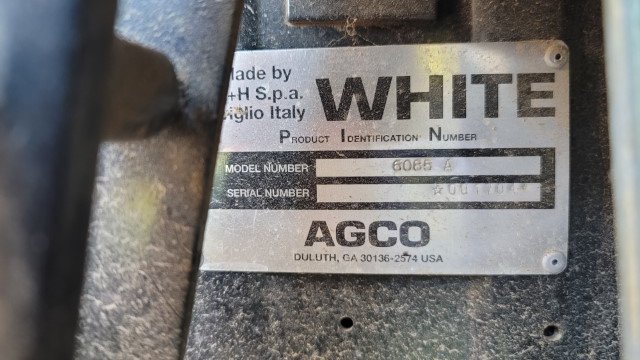 Made by
+H S.p.a.
iglio Italy
WHITE
PRODUCT IDENTIFICATION NUMBER
MODEL NUMBER 6065 A
SERIAL NUMBER
AGCO
DULUTH, GA 30136-2574 USA